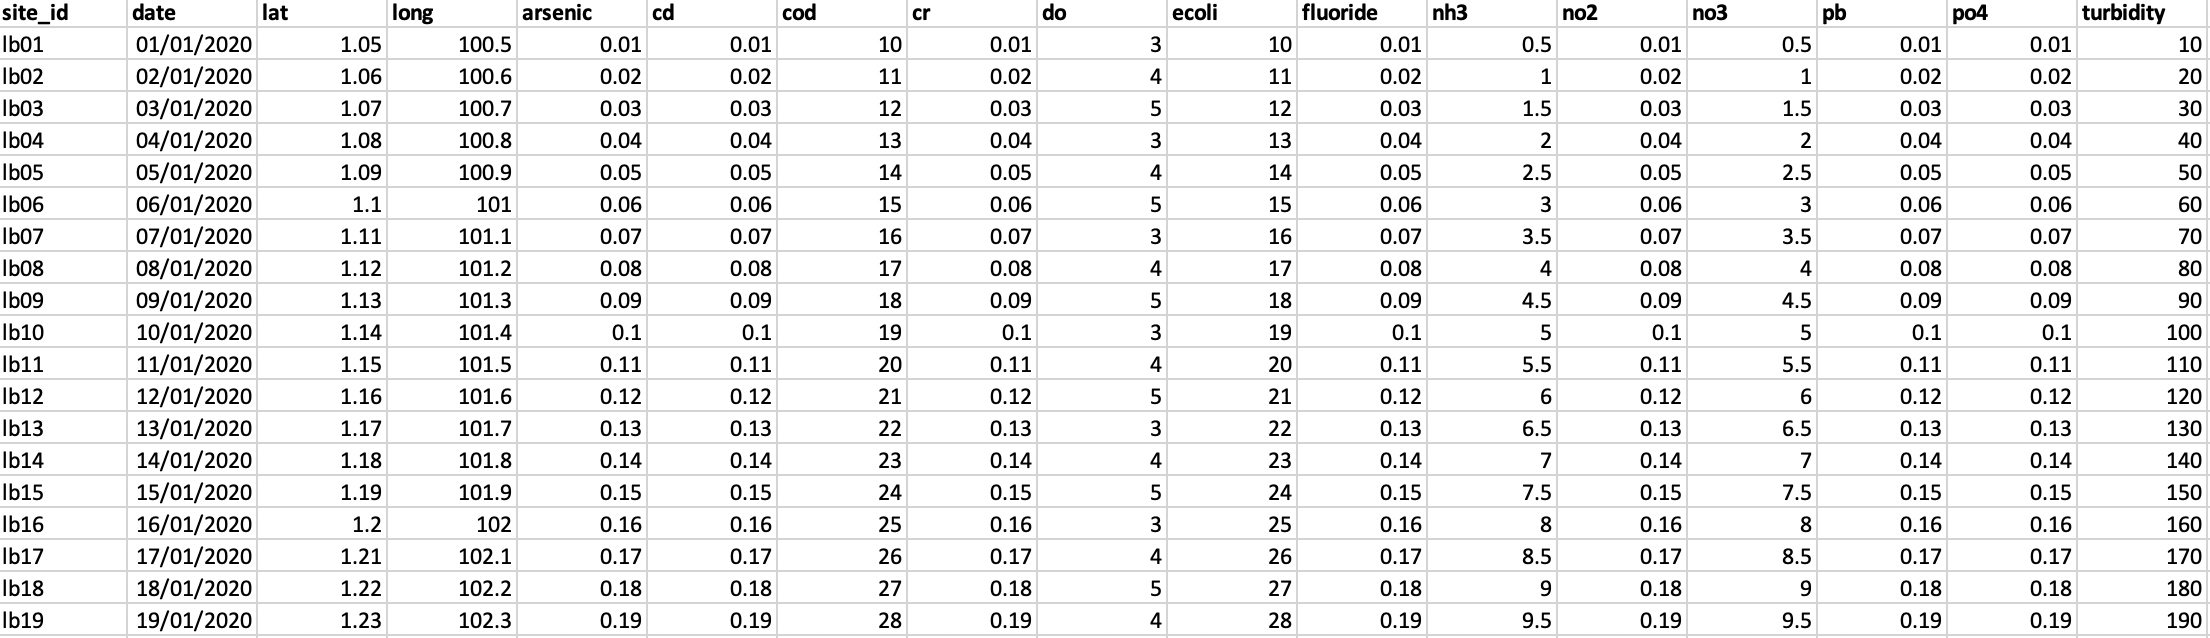 site_id date lat long arsenic cd cod cr do ecoli fluoride nh3 no2 no3 pb po4 turbidity
lb01 01/01/2020 1.05 100.5 0.01 0.01 10 0.01 3 10 0.01 0.5 0.01 0.5 0.01 0.01 10
lb02 02/01/2020 1.06 100.6 0.02 0.02 11 0.02 4 11 0.02 1 0.02 1 0.02 0.02 20
lb03 03/01/2020 1.07 100.7 0.03 0.03 12 0.03 5 12 0.03 1.5 0.03 1.5 0.03 0.03 30
lb04 04/01/2020 1.08 100.8 0.04 0.04 13 0.04 3 13 0.04 2 0.04 2 0.04 0.04 40
lb05 05/01/2020 1.09 100.9 0.05 0.05 14 0.05 4 14 0.05 2.5 0.05 2.5 0.05 0.05 50
lb06 06/01/2020 1.1 101 0.06 0.06 15 0.06 5 15 0.06 3 0.06 3 0.06 0.06 60
lb07 07/01/2020 1.11 101.1 0.07 0.07 16 0.07 3 16 0.07 3.5 0.07 3.5 0.07 0.07 70
lb08 08/01/2020 1.12 101.2 0.08 0.08 17 0.08 4 17 0.08 4 0.08 4 0.08 0.08 80
lb09 09/01/2020 1.13 101.3 0.09 0.09 18 0.09 5 18 0.09 4.5 0.09 4.5 0.09 0.09 90
lb10 10/01/2020 1.14 101.4 0.1 0.1 19 0.1 3 19 0.1 5 0.1 5 0.1 0.1 100
lb11 11/01/2020 1.15 101.5 0.11 0.11 20 0.11 4 20 0.11 5.5 0.11 5.5 0.11 0.11 110
lb12 12/01/2020 1.16 101.6 0.12 0.12 21 0.12 5 21 0.12 6 0.12 6 0.12 0.12 120
lb13 13/01/2020 1.17 101.7 0.13 0.13 22 0.13 3 22 0.13 6.5 0.13 6.5 0.13 0.13 130
lb14 14/01/2020 1.18 101.8 0.14 0.14 23 0.14 4 23 0.14 7 0.14 7 0.14 0.14 140
lb15 15/01/2020 1.19 101.9 0.15 0.15 24 0.15 5 24 0.15 7.5 0.15 7.5 0.15 0.15 150
lb16 16/01/2020 1.2 102 0.16 0.16 25 0.16 3 25 0.16 8 0.16 8 0.16 0.16 160
lb17 17/01/2020 1.21 102.1 0.17 0.17 26 0.17 4 26 0.17 8.5 0.17 8.5 0.17 0.17 170
lb18 18/01/2020 1.22 102.2 0.18 0.18 27 0.18 5 27 0.18 9 0.18 9 0.18 0.18 180
lb19 19/01/2020 1.23 102.3 0.19 0.19 28 0.19 4 28 0.19 9.5 0.19 9.5 0.19 0.19 190